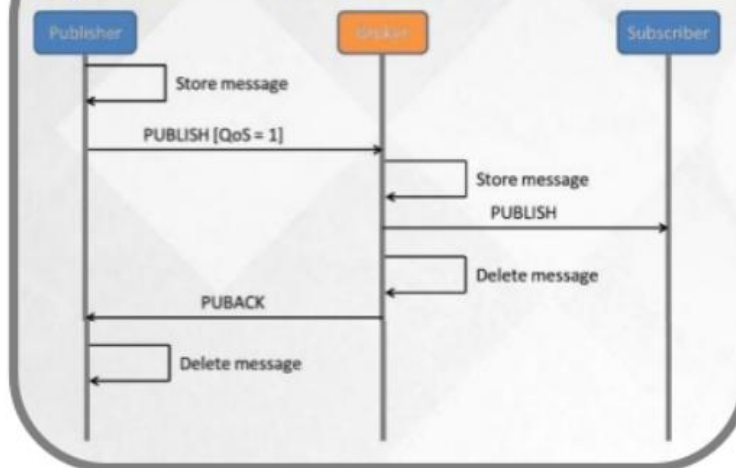 Publisher
Broker
Subscriber
Store message
PUBLISH [QoS = 1]
Store message
PUBLISH
Delete message
PUBACK
Delete message